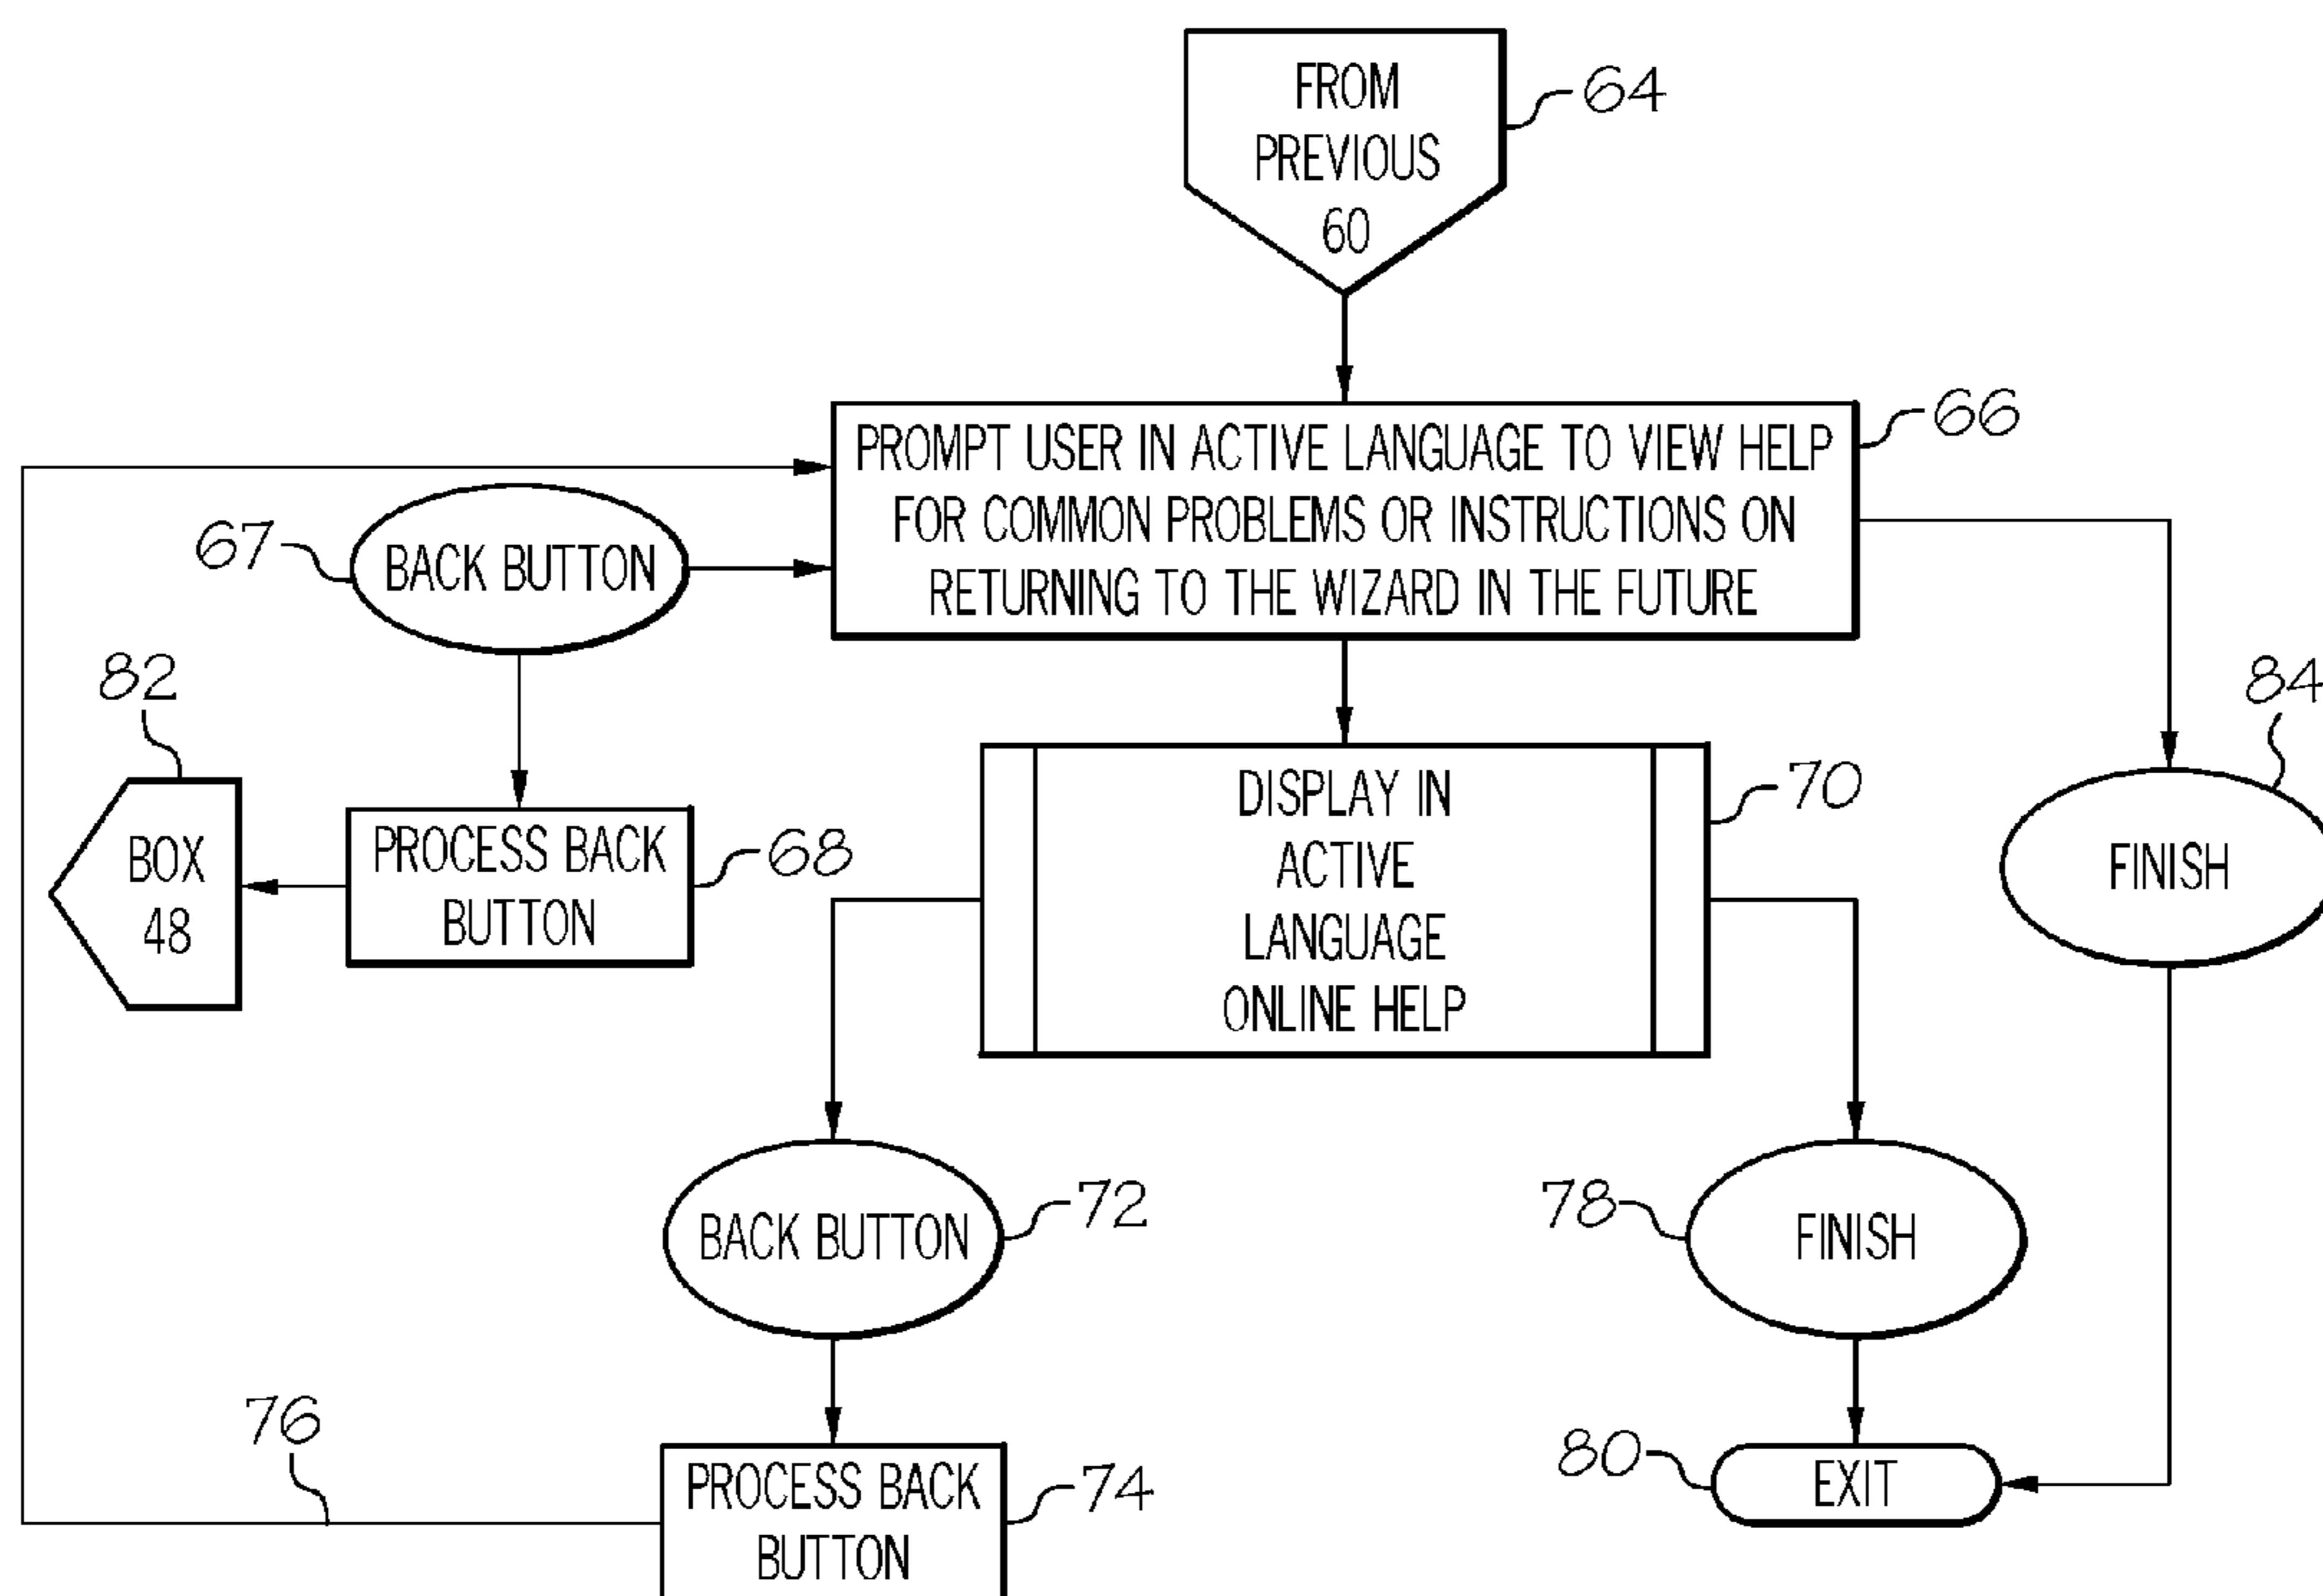 FROM
PREVIOUS
60
64
PROMPT USER IN ACTIVE LANGUAGE TO VIEW HELP
FOR COMMON PROBLEMS OR INSTRUCTIONS ON
RETURNING TO THE WIZARD IN THE FUTURE
66
67
BACK BUTTON
82
BOX
48
PROCESS BACK
BUTTON
68
DISPLAY IN
ACTIVE
LANGUAGE
ONLINE HELP
70
84
FINISH
BACK BUTTON
72
78
FINISH
76
PROCESS BACK
BUTTON
74
80
EXIT